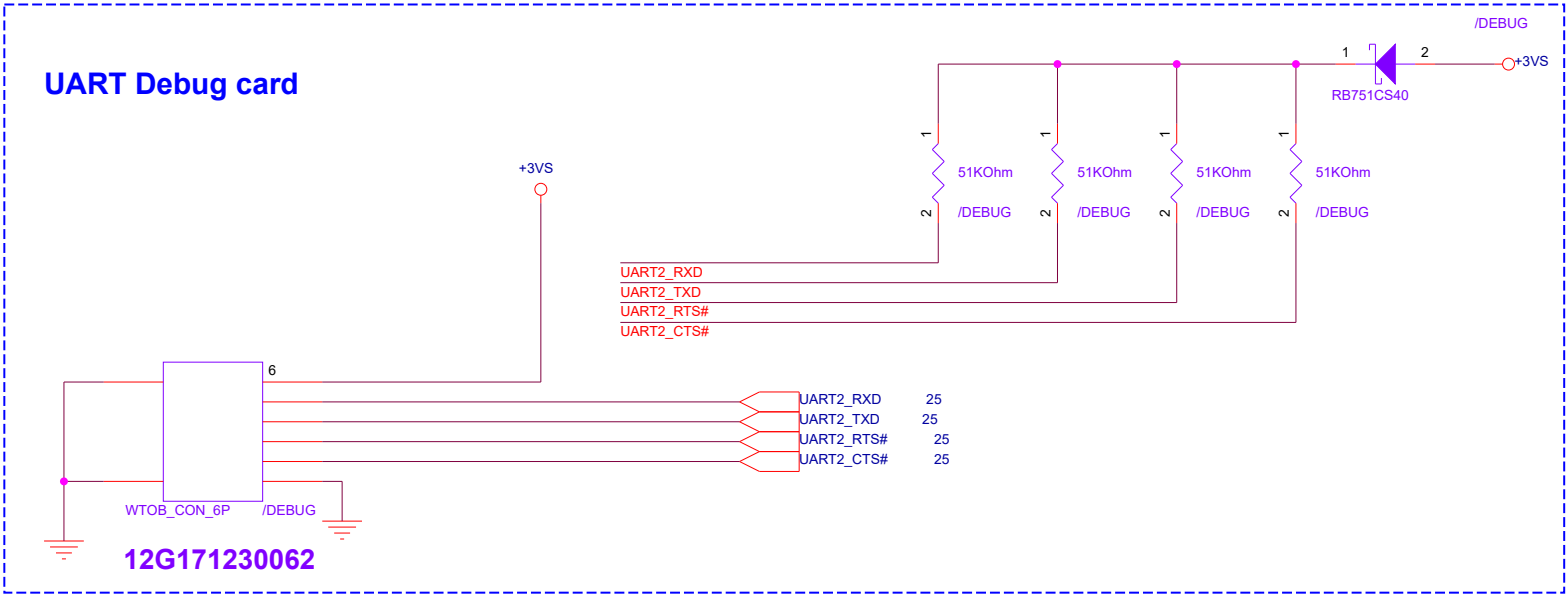 /DEBUG
UART Debug card
1 2
+3VS
RB751CS40
+3VS
1 1 1 1
51KOhm 51KOhm 51KOhm 51KOhm
2 /DEBUG 2 /DEBUG 2 /DEBUG 2 /DEBUG
UART2_RXD
UART2_TXD
UART2_RTS#
UART2_CTS#
6
UART2_RXD 25
UART2_TXD 25
UART2_RTS# 25
UART2_CTS# 25
WTOB_CON_6P /DEBUG
12G171230062